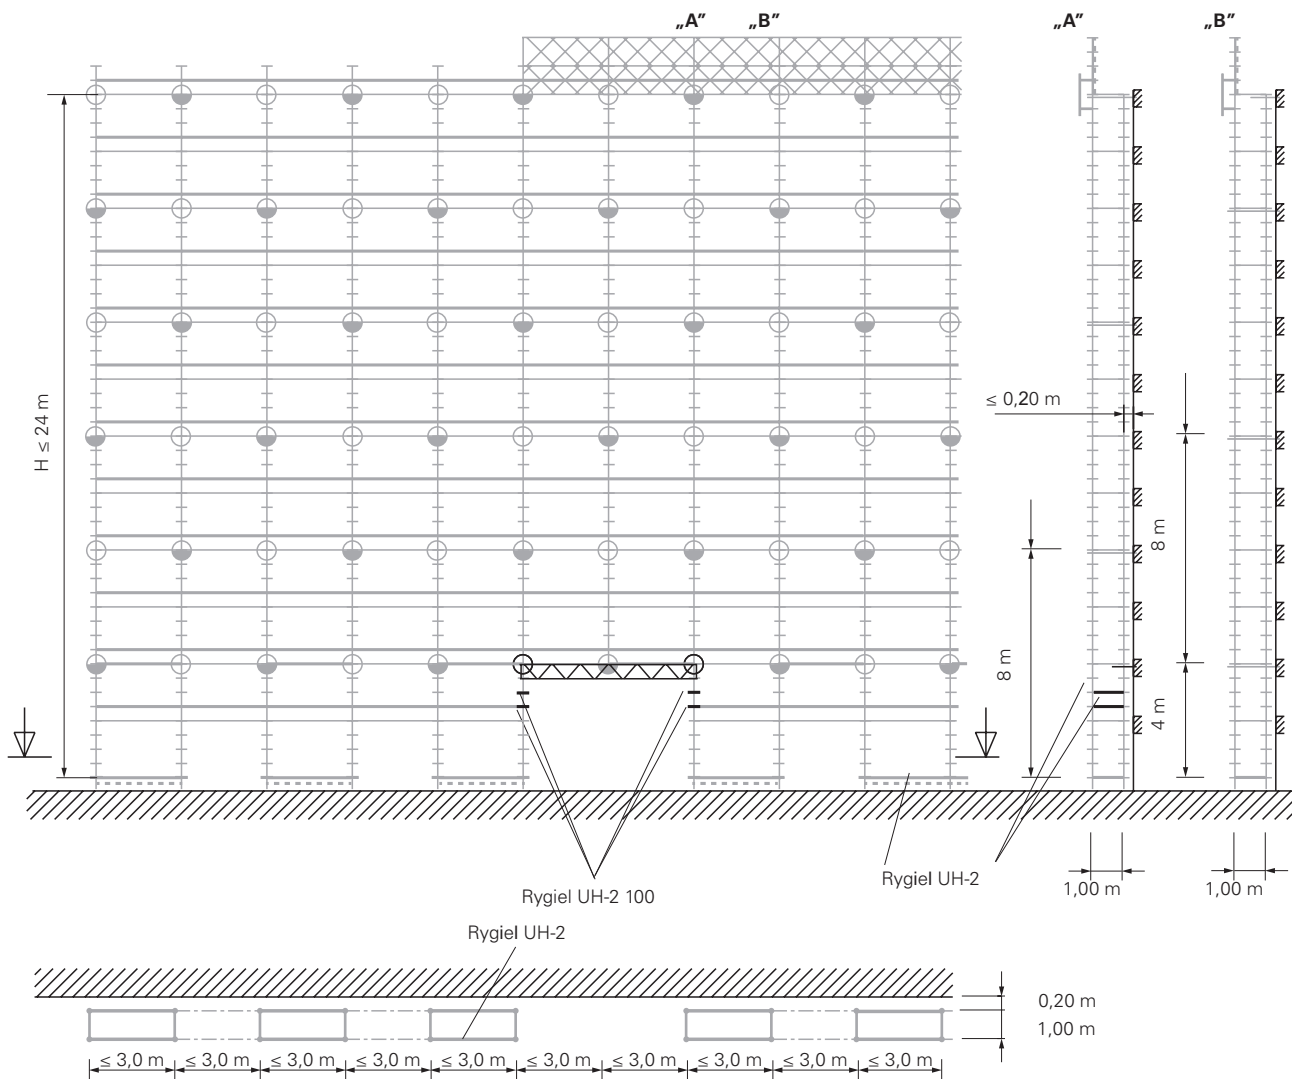 „A”
„B”
„A”
„B”
H ≤ 24 m
≤ 0,20 m
8 m
8 m
4 m
Rygiel UH-2 100
Rygiel UH-2
1,00 m
1,00 m
Rygiel UH-2
0,20 m
1,00 m
≤ 3,0 m
≤ 3,0 m
≤ 3,0 m
≤ 3,0 m
≤ 3,0 m
≤ 3,0 m
≤ 3,0 m
≤ 3,0 m
≤ 3,0 m
≤ 3,0 m